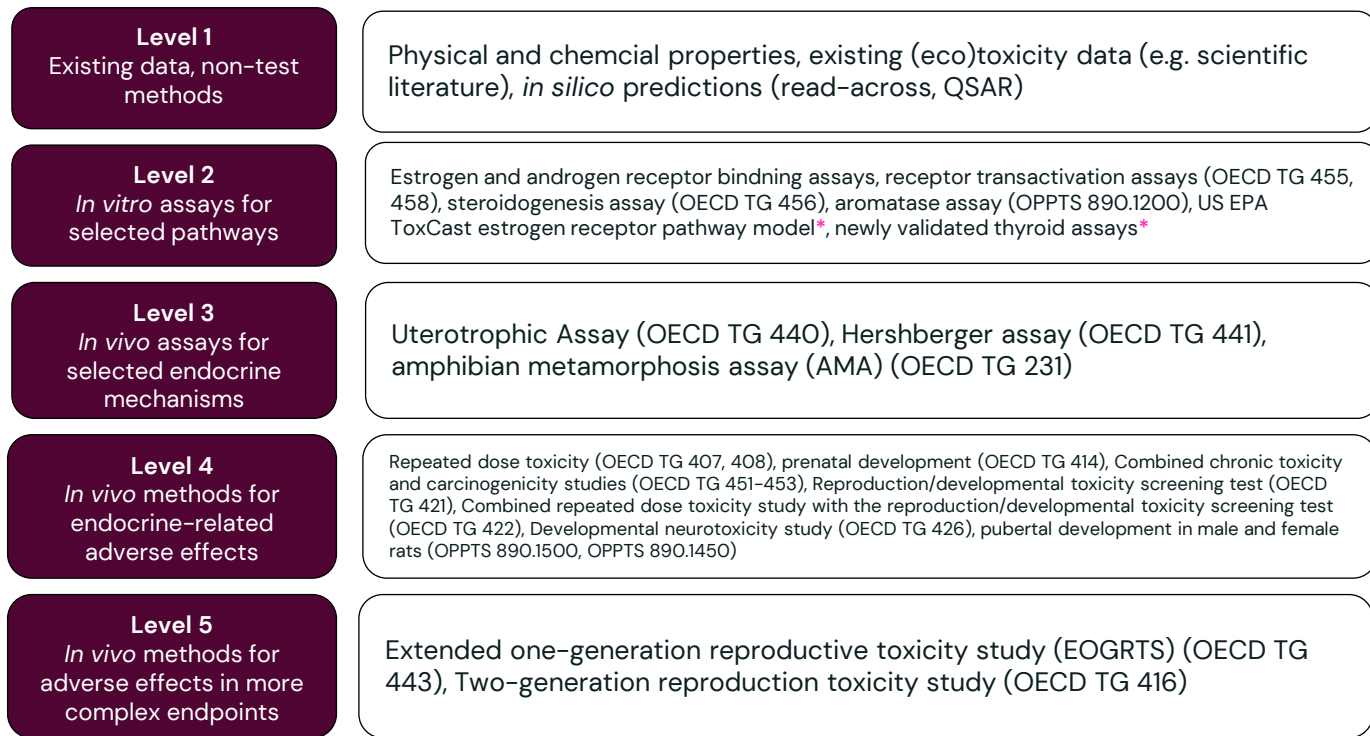 Level 1
Existing data, non-test
methods
Physical and chemcial properties, existing (eco)toxicity data (e.g. scientific
literature), in silico predictions (read-across, QSAR)
Level 2
In vitro assays for
selected pathways
Estrogen and androgen receptor bindning assays, receptor transactivation assays (OECD TG 455,
458), steroidogenesis assay (OECD TG 456), aromatase assay (OPPTS 890.1200), US EPA
ToxCast estrogen receptor pathway model*, newly validated thyroid assays*
Level 3
In vivo assays for
selected endocrine
mechanisms
Uterotrophic Assay (OECD TG 440), Hershberger assay (OECD TG 441),
amphibian metamorphosis assay (AMA) (OECD TG 231)
Level 4
In vivo methods for
endocrine-related
adverse effects
Repeated dose toxicity (OECD TG 407, 408), prenatal development (OECD TG 414), Combined chronic toxicity
and carcinogenicity studies (OECD TG 451-453), Reproduction/developmental toxicity screening test (OECD
TG 421), Combined repeated dose toxicity study with the reproduction/developmental toxicity screening test
(OECD TG 422), Developmental neurotoxicity study (OECD TG 426), pubertal development in male and female
rats (OPPTS 890.1500, OPPTS 890.1450)
Level 5
In vivo methods for
adverse effects in more
complex endpoints
Extended one-generation reproductive toxicity study (EOGRTS) (OECD TG
443), Two-generation reproduction toxicity study (OECD TG 416)